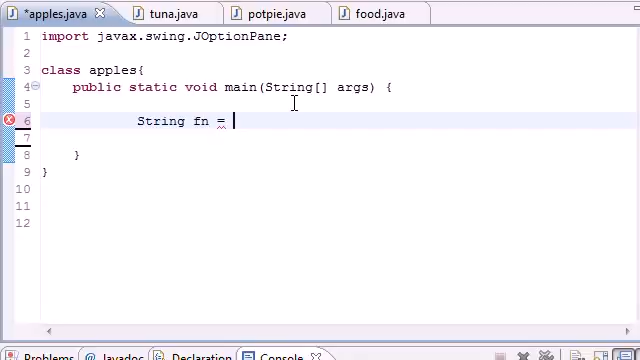 *apples.java
tuna.java
potpie.java
food.java
1 import javax.swing.JOptionPane;
2
3 class apples{
4 public static void main(String[] args) {
5
6 String fn =
7
8 }
9 }
10
11
12
Problems @ Javadoc Declaration Console